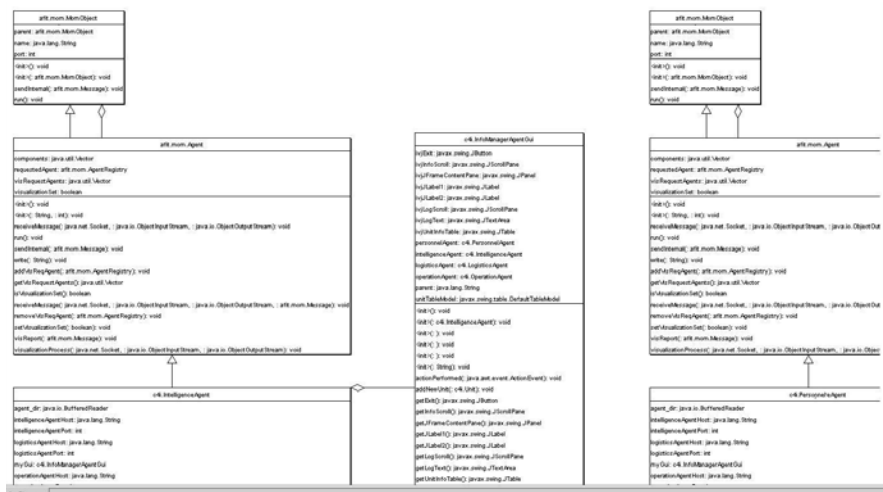 afit.mom.MomObject
parent: afit.mom.MomObject
name: java.lang.String
port: int
<init>(): void
<init>(: afit.mom.MomObject): void
sendInternal(: afit.mom.Message): void
run(): void
afit.mom.Agent
components: java.util.Vector
requestedAgent: afit.mom.AgentRegistry
visRequestAgents: java.util.Vector
visualizationSet: boolean
<init>(): void
<init>(: String, : int): void
receiveMessage(: java.net.Socket, : java.io.ObjectInputStream, : java.io.ObjectOutputStream): void
run(): void
sendInternal(: afit.mom.Message): void
write(: String): void
addVisReqAgent(: afit.mom.AgentRegistry): void
getVisRequestAgents(): java.util.Vector
isVisualizationSet(): boolean
receiveMessage(: java.net.Socket, : java.io.ObjectInputStream, : java.io.ObjectOutputStream, : afit.mom.Message): void
removeVisReqAgent(: afit.mom.AgentRegistry): void
setVisualizationSet(: boolean): void
visReport(: afit.mom.Message): void
visualizationProcess(: java.net.Socket, : java.io.ObjectInputStream, : java.io.ObjectOutputStream): void
c4i.IntelligenceAgent
agent_dir: java.io.BufferedReader
intelligenceAgentHost: java.lang.String
intelligenceAgentPort: int
logisticsAgentHost: java.lang.String
logisticsAgentPort: int
myGui: c4i.InfoManagerAgentGui
operationAgentHost: java.lang.String
c4i.InfoManagerAgentGui
ivjExit: javax.swing.JButton
ivjInfoScroll: javax.swing.JScrollPane
ivjJFrameContentPane: javax.swing.JPanel
ivjJLabel1: javax.swing.JLabel
ivjJLabel2: javax.swing.JLabel
ivjLogScroll: javax.swing.JScrollPane
ivjLogText: javax.swing.JTextArea
ivjUnitInfoTable: javax.swing.JTable
personnelAgent: c4i.PersonnelAgent
intelligenceAgent: c4i.IntelligenceAgent
logisticsAgent: c4i.LogisticsAgent
operationAgent: c4i.OperationAgent
parent: java.lang.String
unitTableModel: javax.swing.table.DefaultTableModel
<init>(): void
<init>(: c4i.IntelligenceAgent): void
<init>(: ): void
<init>(: ): void
<init>(: ): void
<init>(: String): void
actionPerformed(: java.awt.event.ActionEvent): void
addNewUnit(: c4i.Unit): void
getExit(): javax.swing.JButton
getInfoScroll(): javax.swing.JScrollPane
getJFrameContentPane(): javax.swing.JPanel
getJLabel1(): javax.swing.JLabel
getJLabel2(): javax.swing.JLabel
getLogScroll(): javax.swing.JScrollPane
getLogText(): javax.swing.JTextArea
getUnitInfoTable(): javax.swing.JTable
afit.mom.MomObject
parent: afit.mom.MomObject
name: java.lang.String
port: int
<init>(): void
<init>(: afit.mom.MomObject): void
sendInternal(: afit.mom.Message): void
run(): void
afit.mom.Agent
components: java.util.Vector
requestedAgent: afit.mom.AgentRegistry
visRequestAgents: java.util.Vector
visualizationSet: boolean
<init>(): void
<init>(: String, : int): void
receiveMessage(: java.net.Socket, : java.io.ObjectInputStream, : java.io.ObjectOut
run(): void
sendInternal(: afit.mom.Message): void
write(: String): void
addVisReqAgent(: afit.mom.AgentRegistry): void
getVisRequestAgents(): java.util.Vector
isVisualizationSet(): boolean
receiveMessage(: java.net.Socket, : java.io.ObjectInputStream, : java.io.ObjectOut
removeVisReqAgent(: afit.mom.AgentRegistry): void
setVisualizationSet(: boolean): void
visReport(: afit.mom.Message): void
visualizationProcess(: java.net.Socket, : java.io.ObjectInputStream, : java.io.Objec
c4i.PersonnelAgent
agent_dir: java.io.BufferedReader
intelligenceAgentHost: java.lang.String
intelligenceAgentPort: int
logisticsAgentHost: java.lang.String
logisticsAgentPort: int
myGui: c4i.InfoManagerAgentGui
operationAgentHost: java.lang.String